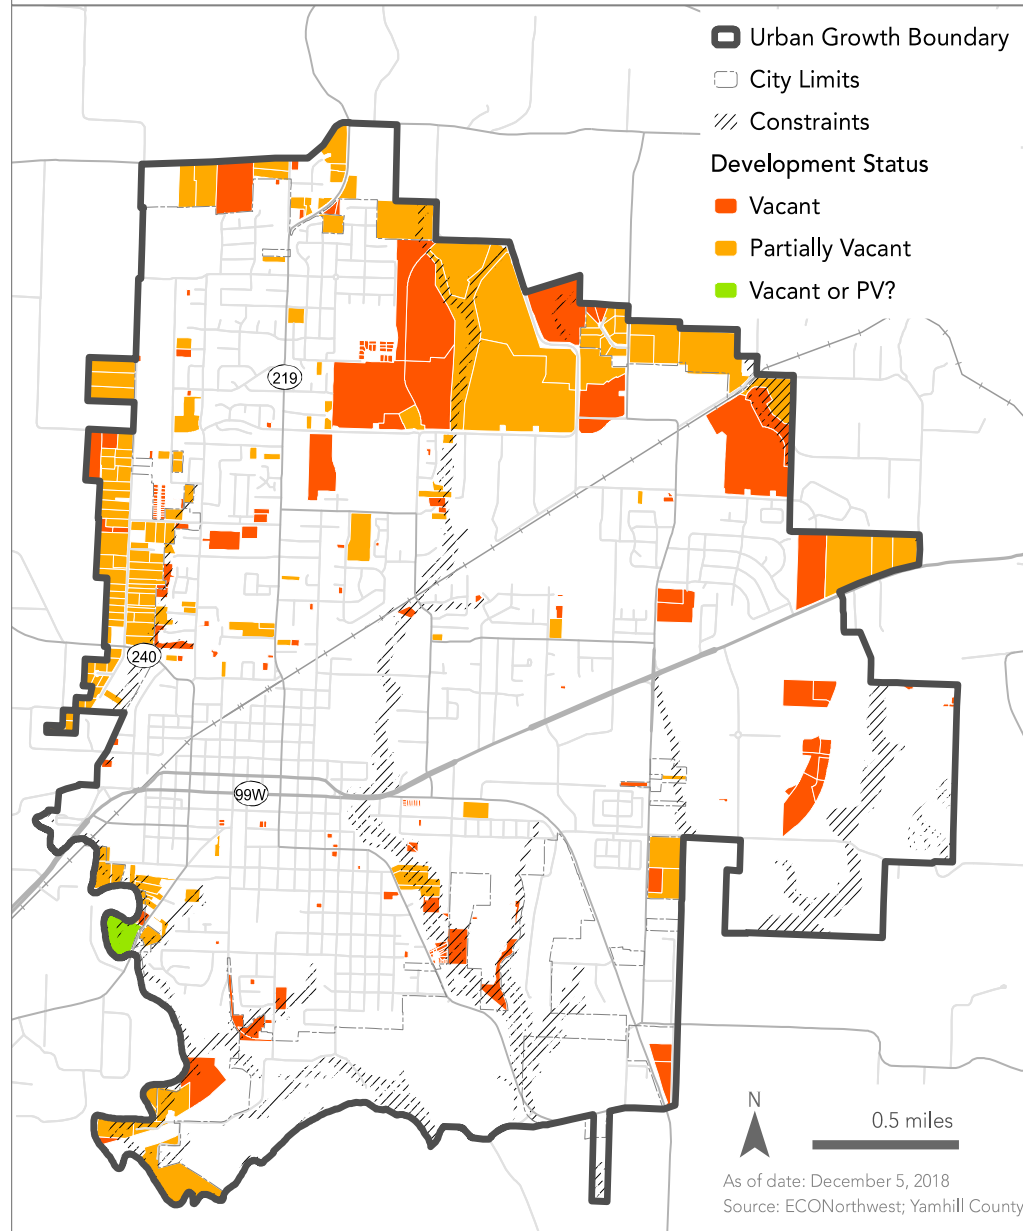 Urban Growth Boundary
City Limits
Constraints
Development Status
Vacant
Partially Vacant
Vacant or PV?
219
240
99W
N
0.5 miles
As of date: December 5, 2018
Source: ECONorthwest; Yamhill County